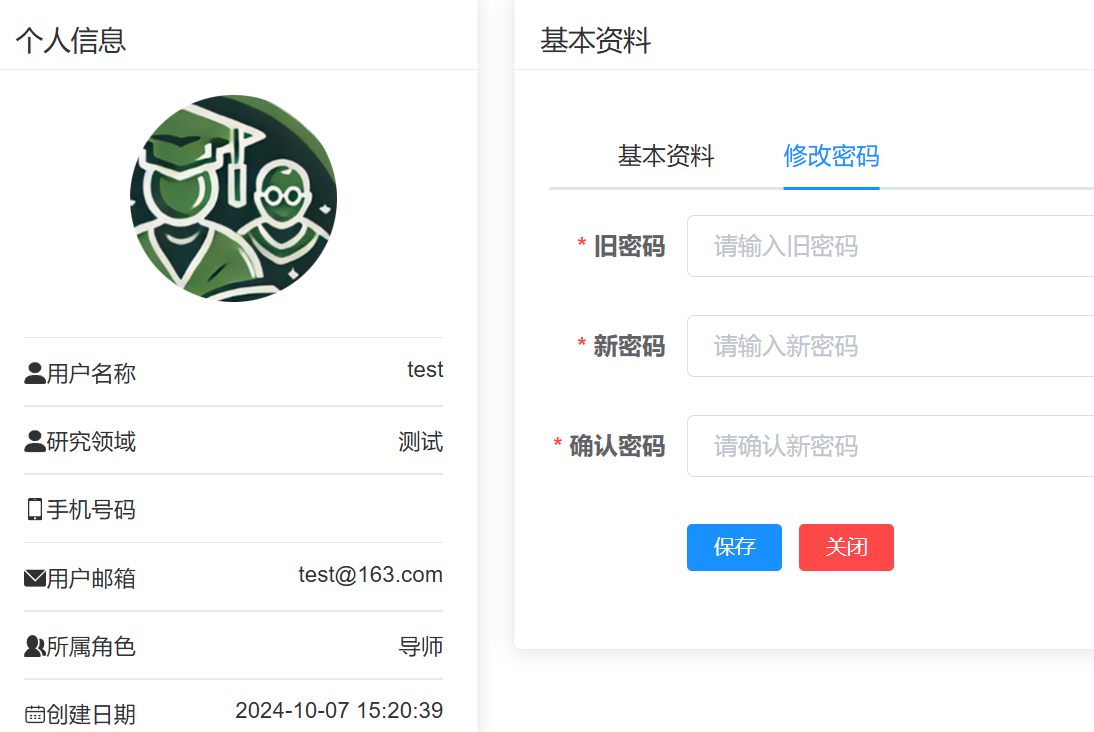 个人信息
用户名称 test
研究领域 测试
手机号码
用户邮箱 test@163.com
所属角色 导师
创建日期 2024-10-07 15:20:39
基本资料
基本资料 修改密码
* 旧密码 请输入旧密码
* 新密码 请输入新密码
* 确认密码 请确认新密码
保存 关闭